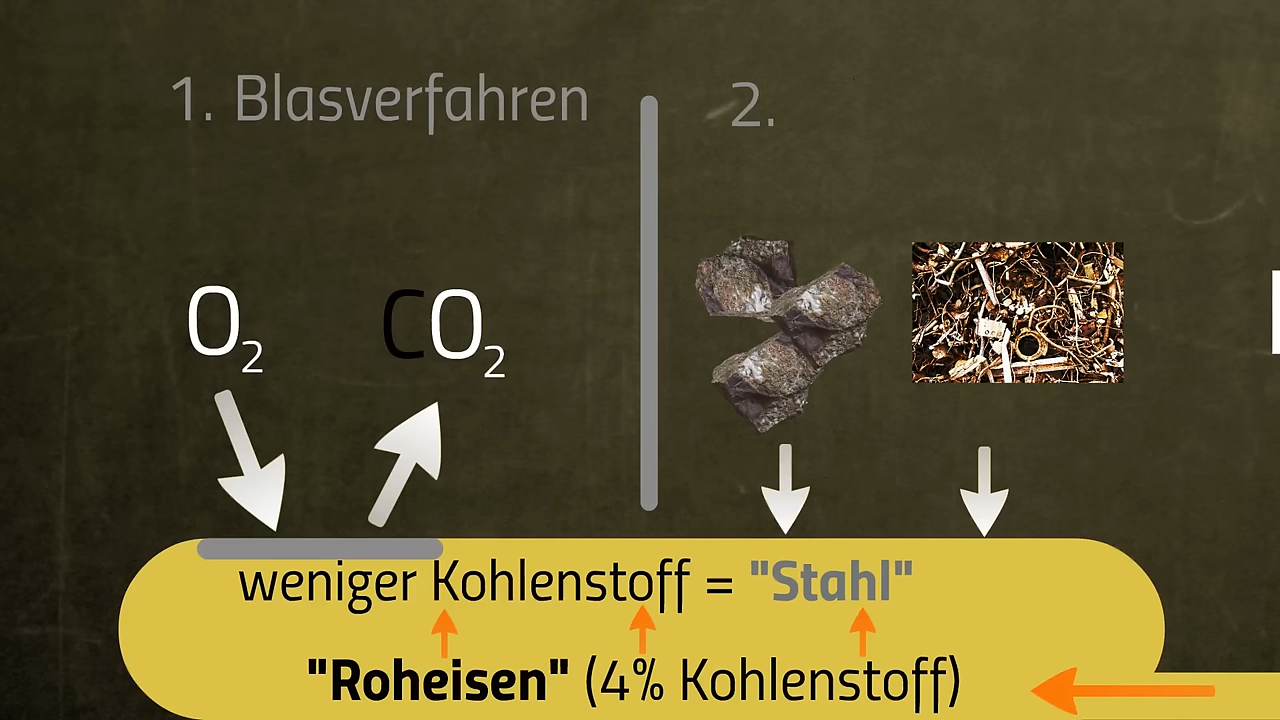 1. Blasverfahren
2.
O₂
CO₂
weniger Kohlenstoff = "Stahl"
"Roheisen" (4% Kohlenstoff)